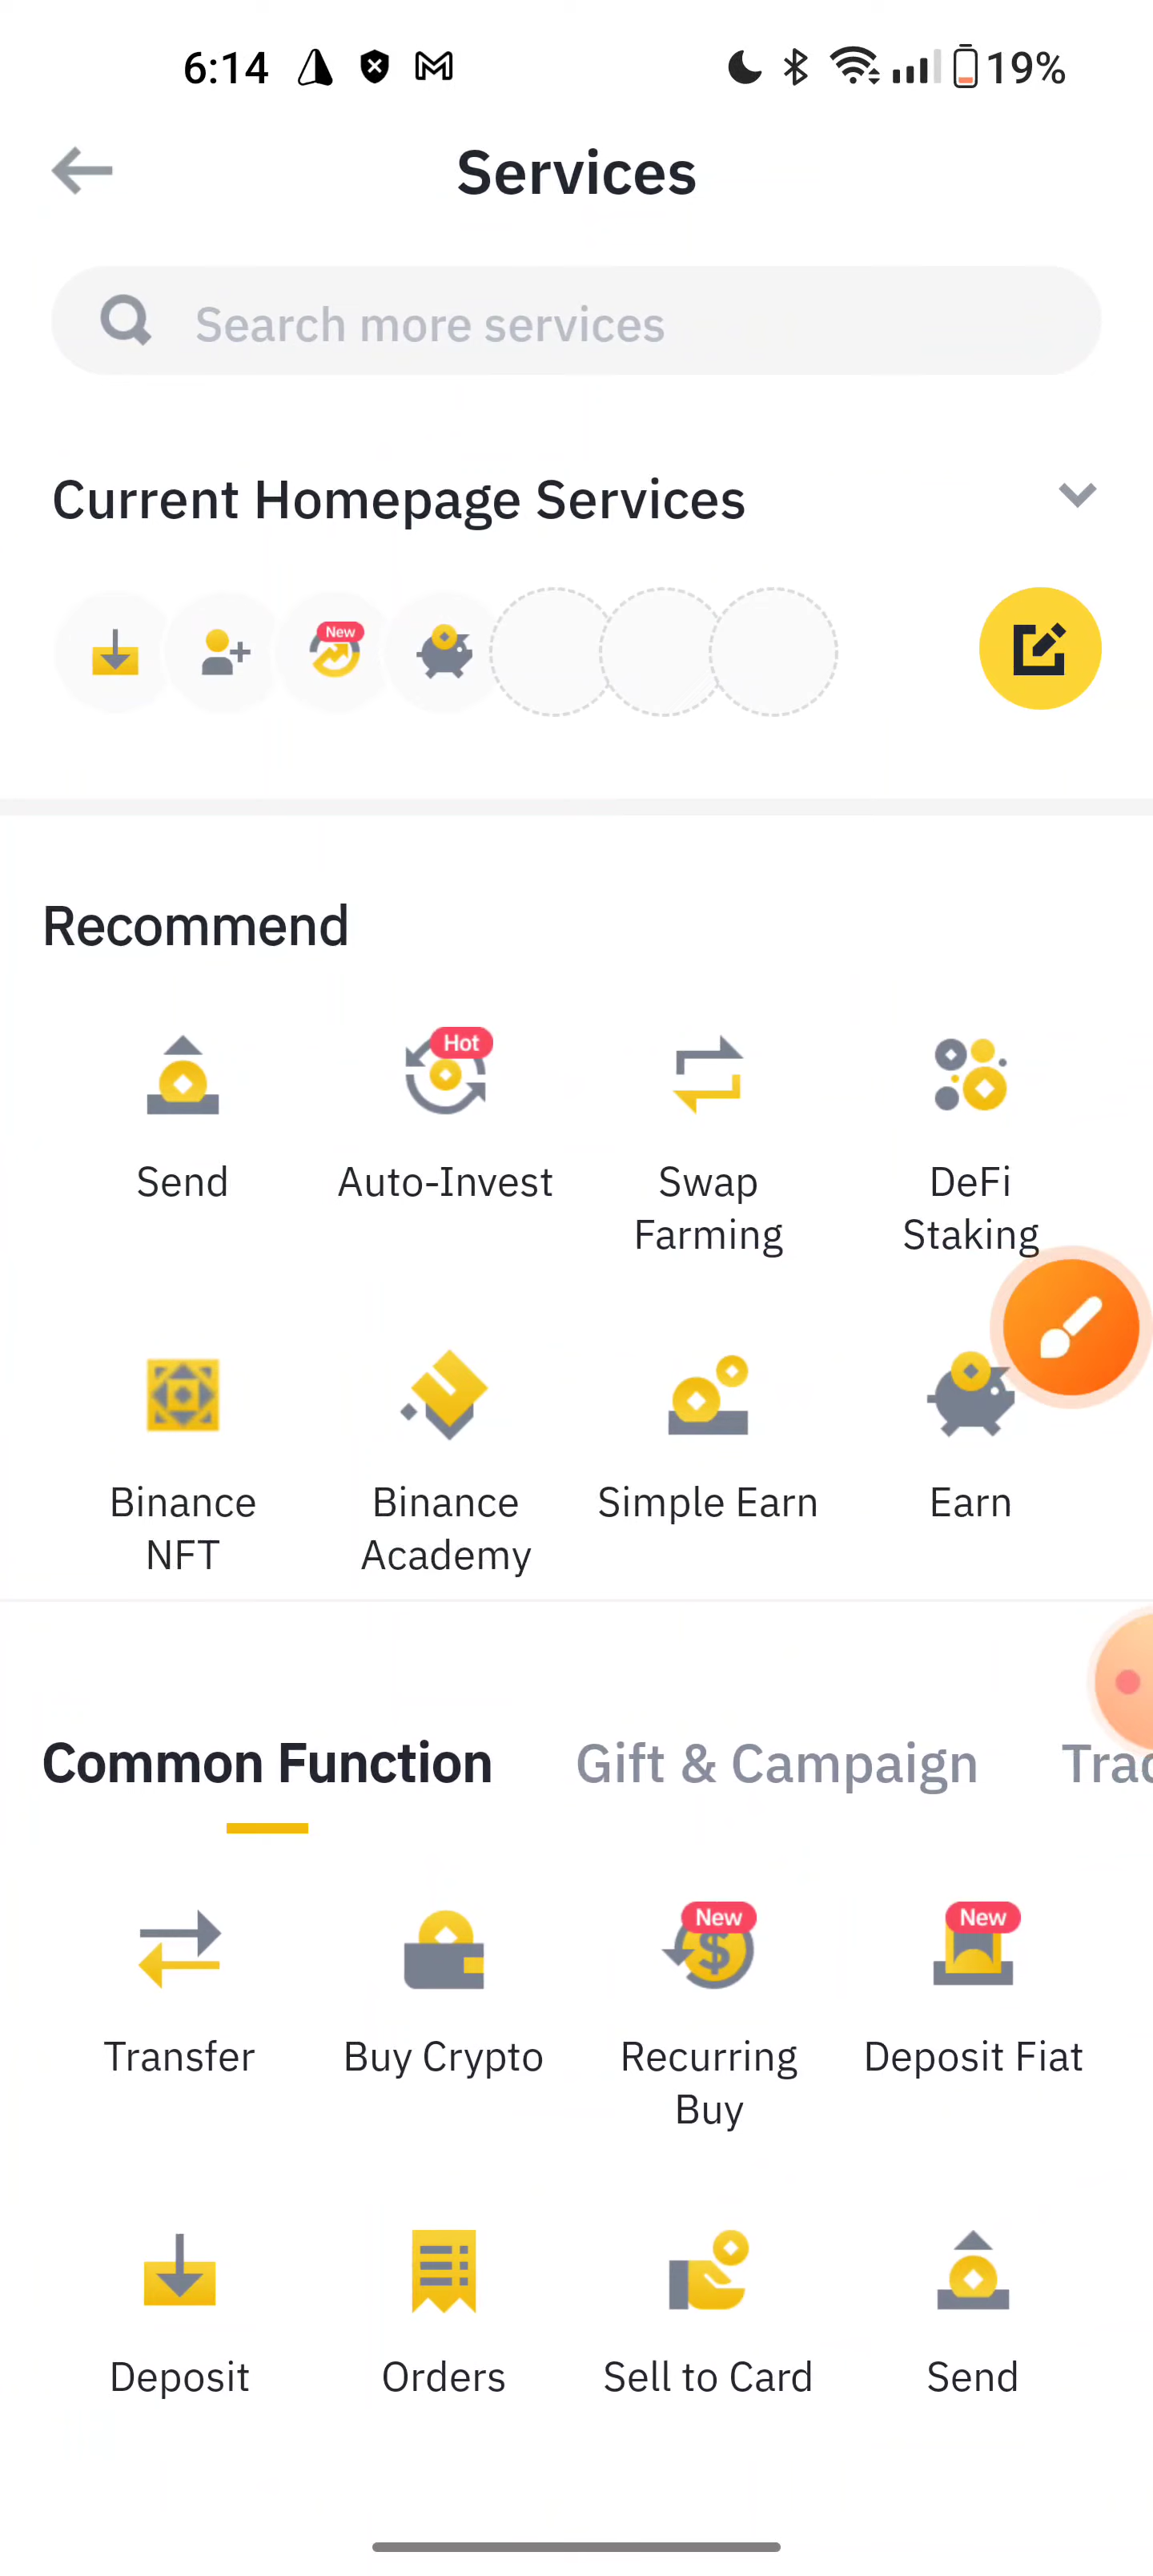 6:14
19%
Services
Search more services
Current Homepage Services
New
Recommend
Hot
Send
Auto-Invest
Swap
Farming
DeFi
Staking
Binance
NFT
Binance
Academy
Simple Earn
Earn
Common Function
Gift & Campaign
Trad
New
New
Transfer
Buy Crypto
Recurring
Buy
Deposit Fiat
Deposit
Orders
Sell to Card
Send